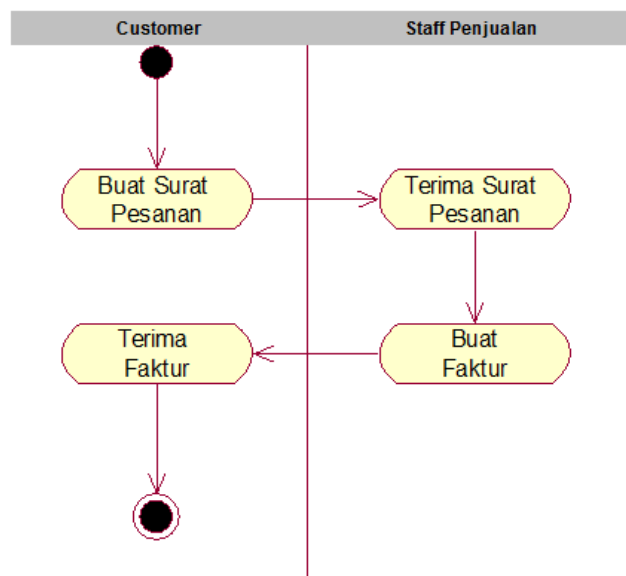 Customer
Staff Penjualan
Buat Surat
Pesanan
Terima Surat
Pesanan
Terima
Faktur
Buat
Faktur